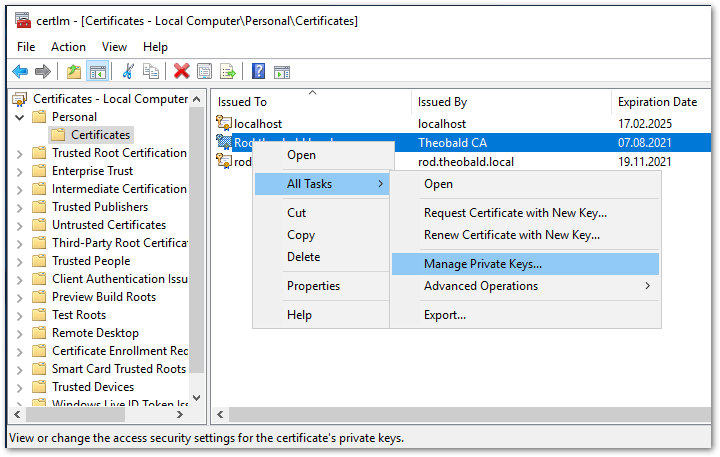 certlm - [Certificates - Local Computer\Personal\Certificates]
File Action View Help
Certificates - Local Computer
Personal
Certificates
Trusted Root Certification
Enterprise Trust
Intermediate Certification
Trusted Publishers
Untrusted Certificates
Third-Party Root Certifica
Trusted People
Client Authentication Issu
Preview Build Roots
Test Roots
Remote Desktop
Certificate Enrollment Req
Smart Card Trusted Roots
Trusted Devices
Windows Live ID Token Iss
Issued To Issued By Expiration Date
localhost localhost 17.02.2025
Theobald CA 07.08.2021
rod rod.theobald.local 19.11.2021
Open
All Tasks
Cut
Copy
Delete
Properties
Help
Open
Request Certificate with New Key...
Renew Certificate with New Key...
Manage Private Keys...
Advanced Operations
Export...
View or change the access security settings for the certificate's private keys.